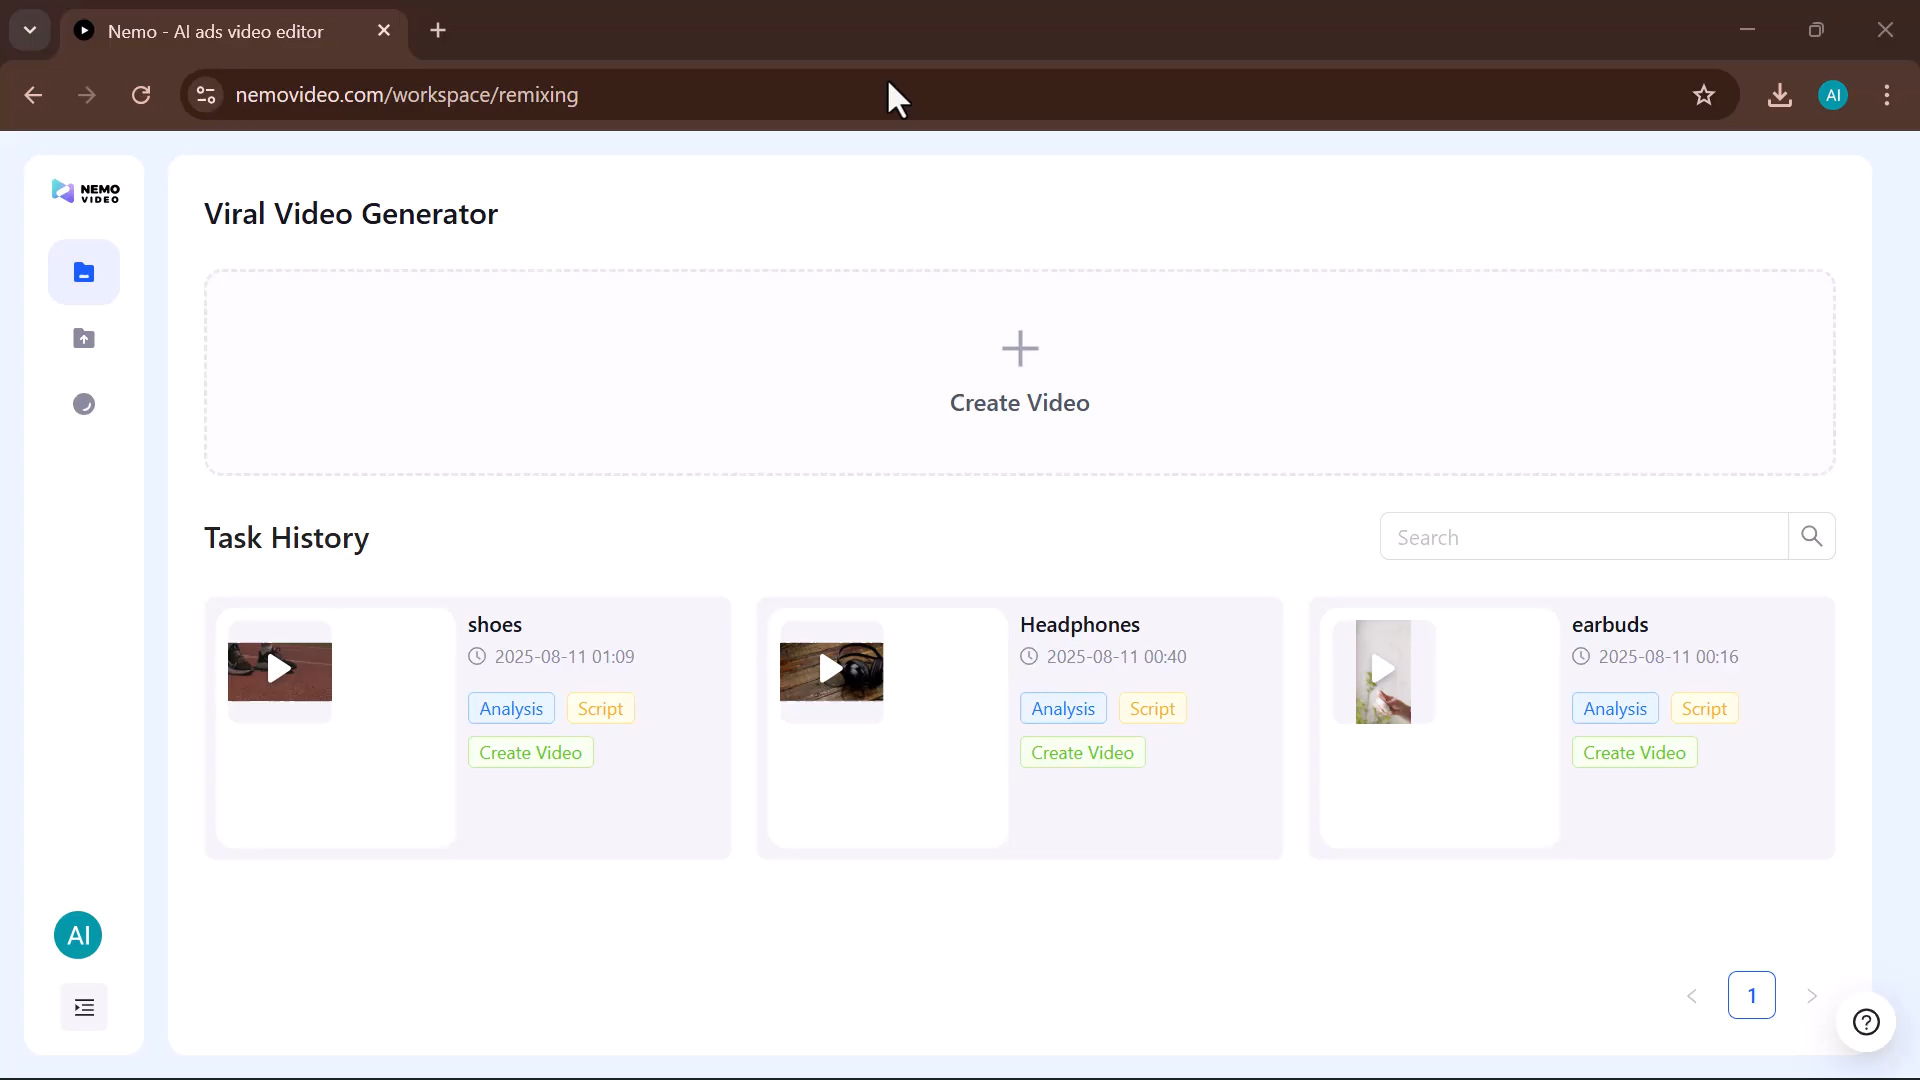 Nemo - AI ads video editor
nemovideo.com/workspace/remixing
AI
NEMO
VIDEO
Viral Video Generator
Create Video
Task History
Search
shoes
2025-08-11 01:09
Analysis
Script
Create Video
Headphones
2025-08-11 00:40
Analysis
Script
Create Video
earbuds
2025-08-11 00:16
Analysis
Script
Create Video
AI
1